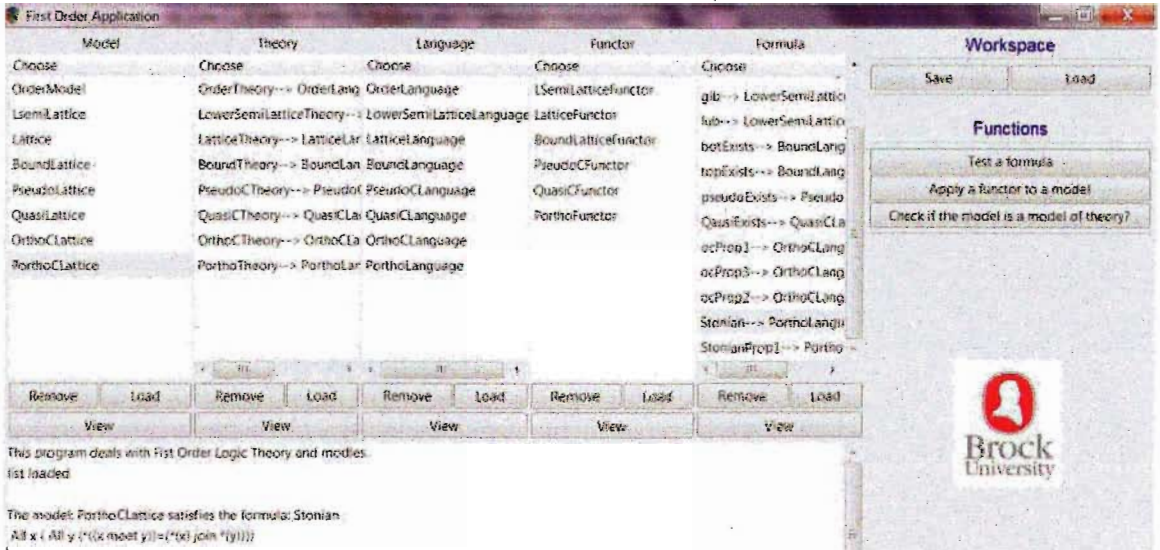 First Order Application
Model Theory Language Functor Formula
Workspace
Choose Choose Choose Choose Choose
Save Load
OrderModel OrderTheory--> OrderLang OrderLanguage LSemiLatticeFunctor
glb--> LowerSemiLattic
LsemiLattice LowerSemiLatticeTheory--> LowerSemiLatticeLanguage LatticeFunctor
lub--> LowerSemiLattic
Functions
Lattice LatticeTheory--> LatticeLar LatticeLanguage BoundLatticeFunctor
botExists--> BoundLang
Test a formula
BoundLattice BoundTheory--> BoundLan BoundLanguage PseudoCFunctor
topExists--> BoundLang
Apply a functor to a model
PseudoLattice PseudoCTheory--> PseudoC PseudoCLanguage QuasiCFunctor
pseudoExists--> Pseudo
Check if the model is a model of theory?
QuasiLattice QuasiCTheory--> QuasiCLa QuasiCLanguage PorthoFunctor
QausiExists--> QuasiCLa
OrthoCLattice OrthoCTheory--> OrthoCLa OrthoCLanguage
ocProp1--> OrthoCLang
PorthoCLattice PorthoTheory--> PorthoLar PorthoLanguage
ocProp3--> OrthoCLang
ocProp2--> OrthoCLang
Stonian--> PorthoLangu
StonianProp1--> Portho
Remove Load Remove Load Remove Load Remove Load Remove Load
View View View View View
Brock
University
This program deals with Fist Order Logic Theory and modles.
list loaded
The model: PorthoCLattice satisfies the formula: Stonian
All x ( All y (*((x meet y))=(*(x) join *(y))))